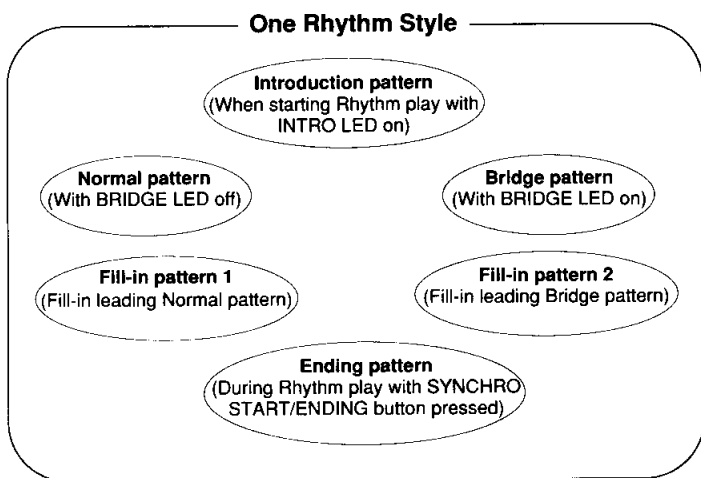 One Rhythm Style
Introduction pattern
(When starting Rhythm play with
INTRO LED on)
Normal pattern
(With BRIDGE LED off)
Bridge pattern
(With BRIDGE LED on)
Fill-in pattern 1
(Fill-in leading Normal pattern)
Fill-in pattern 2
(Fill-in leading Bridge pattern)
Ending pattern
(During Rhythm play with SYNCHRO
START/ENDING button pressed)